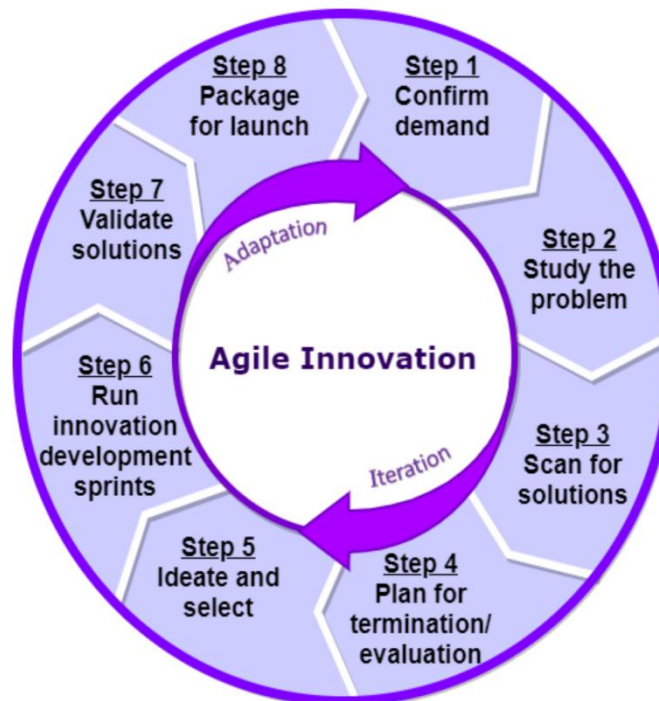 Step 1
Confirm
demand
Step 2
Study the
problem
Step 3
Scan for
solutions
Step 4
Plan for
termination/
evaluation
Step 5
Ideate and
select
Step 6
Run
innovation
development
sprints
Step 7
Validate
solutions
Step 8
Package
for launch
Adaptation
Agile Innovation
Iteration